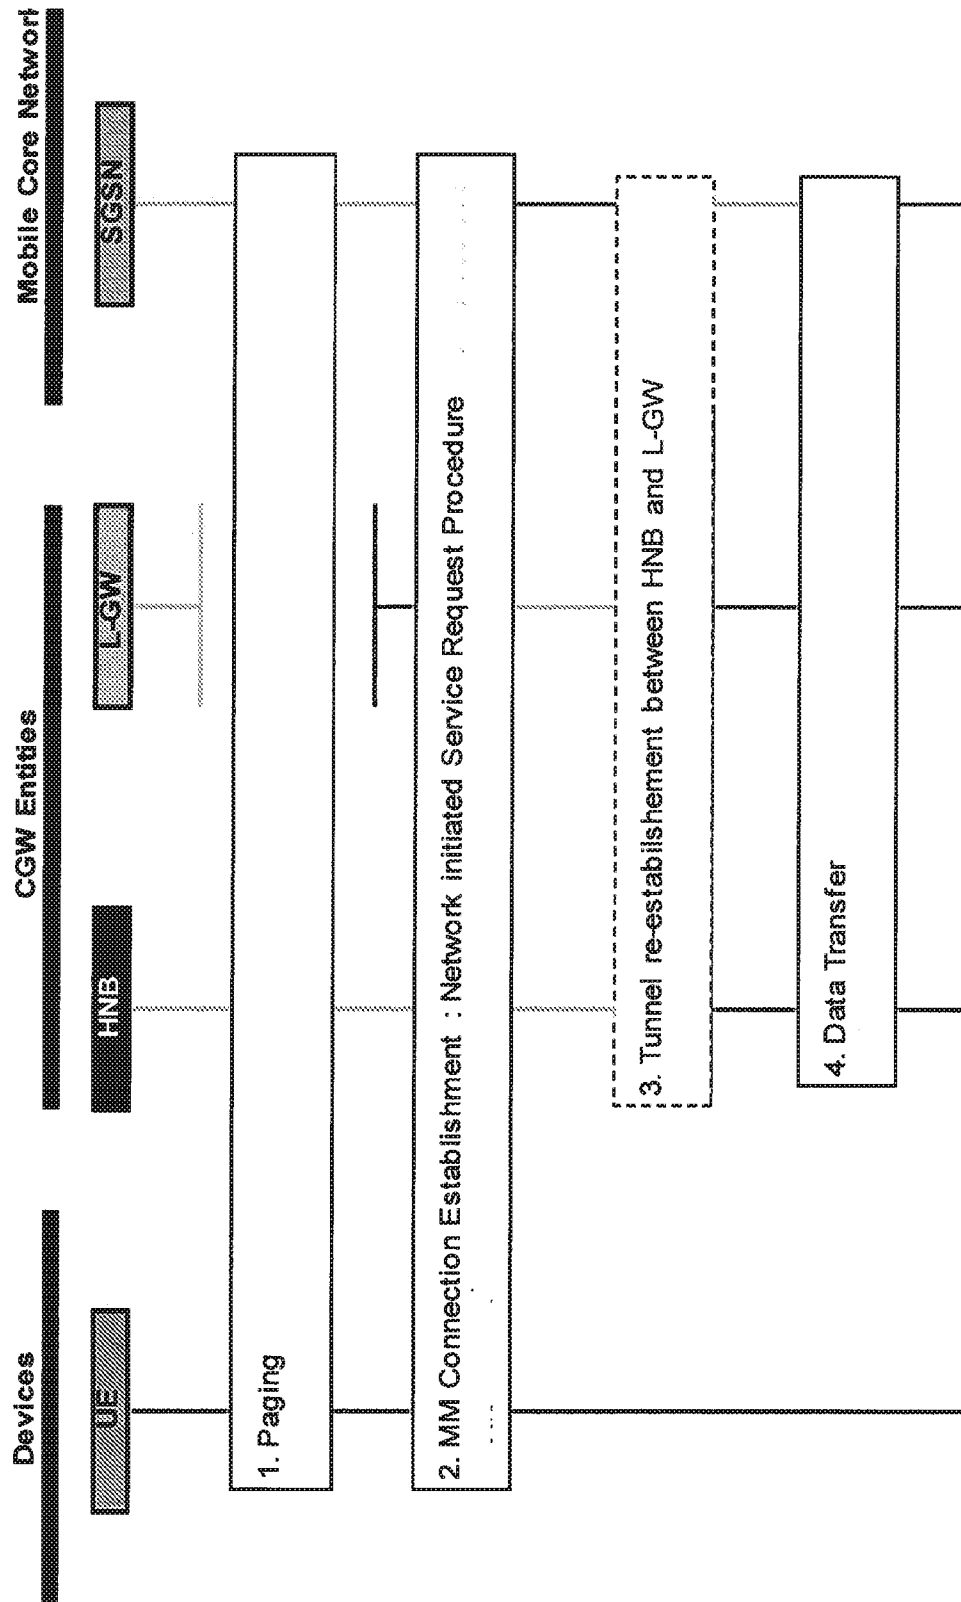 Devices
CGW Entities
Mobile Core Network
UE
HNB
L-GW
SGSN
1. Paging
2. MM Connection Establishment : Network Initiated Service Request Procedure
3. Tunnel re-establishement between HNB and L-GW
4. Data Transfer